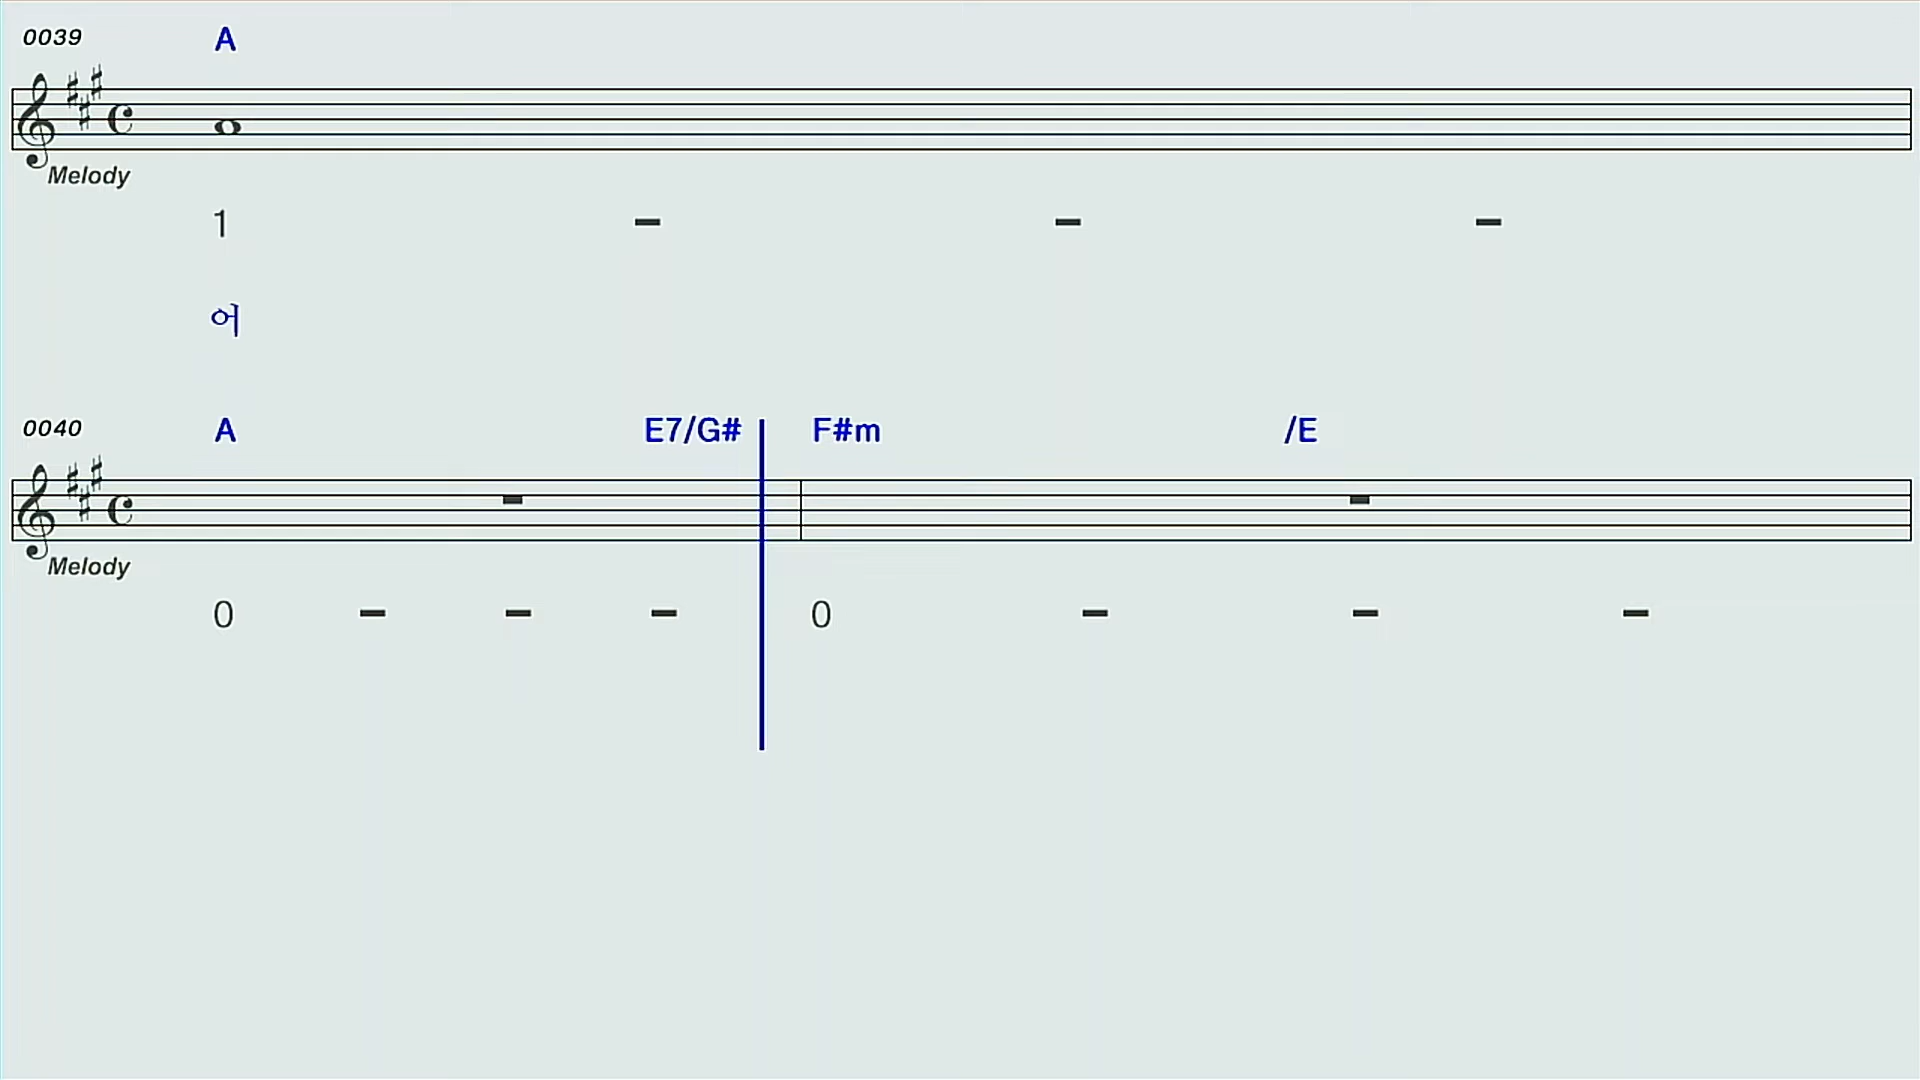 0039 A
Melody
1 - - -
어
0040 A E7/G# F#m /E
Melody
0 - - - 0 - - -